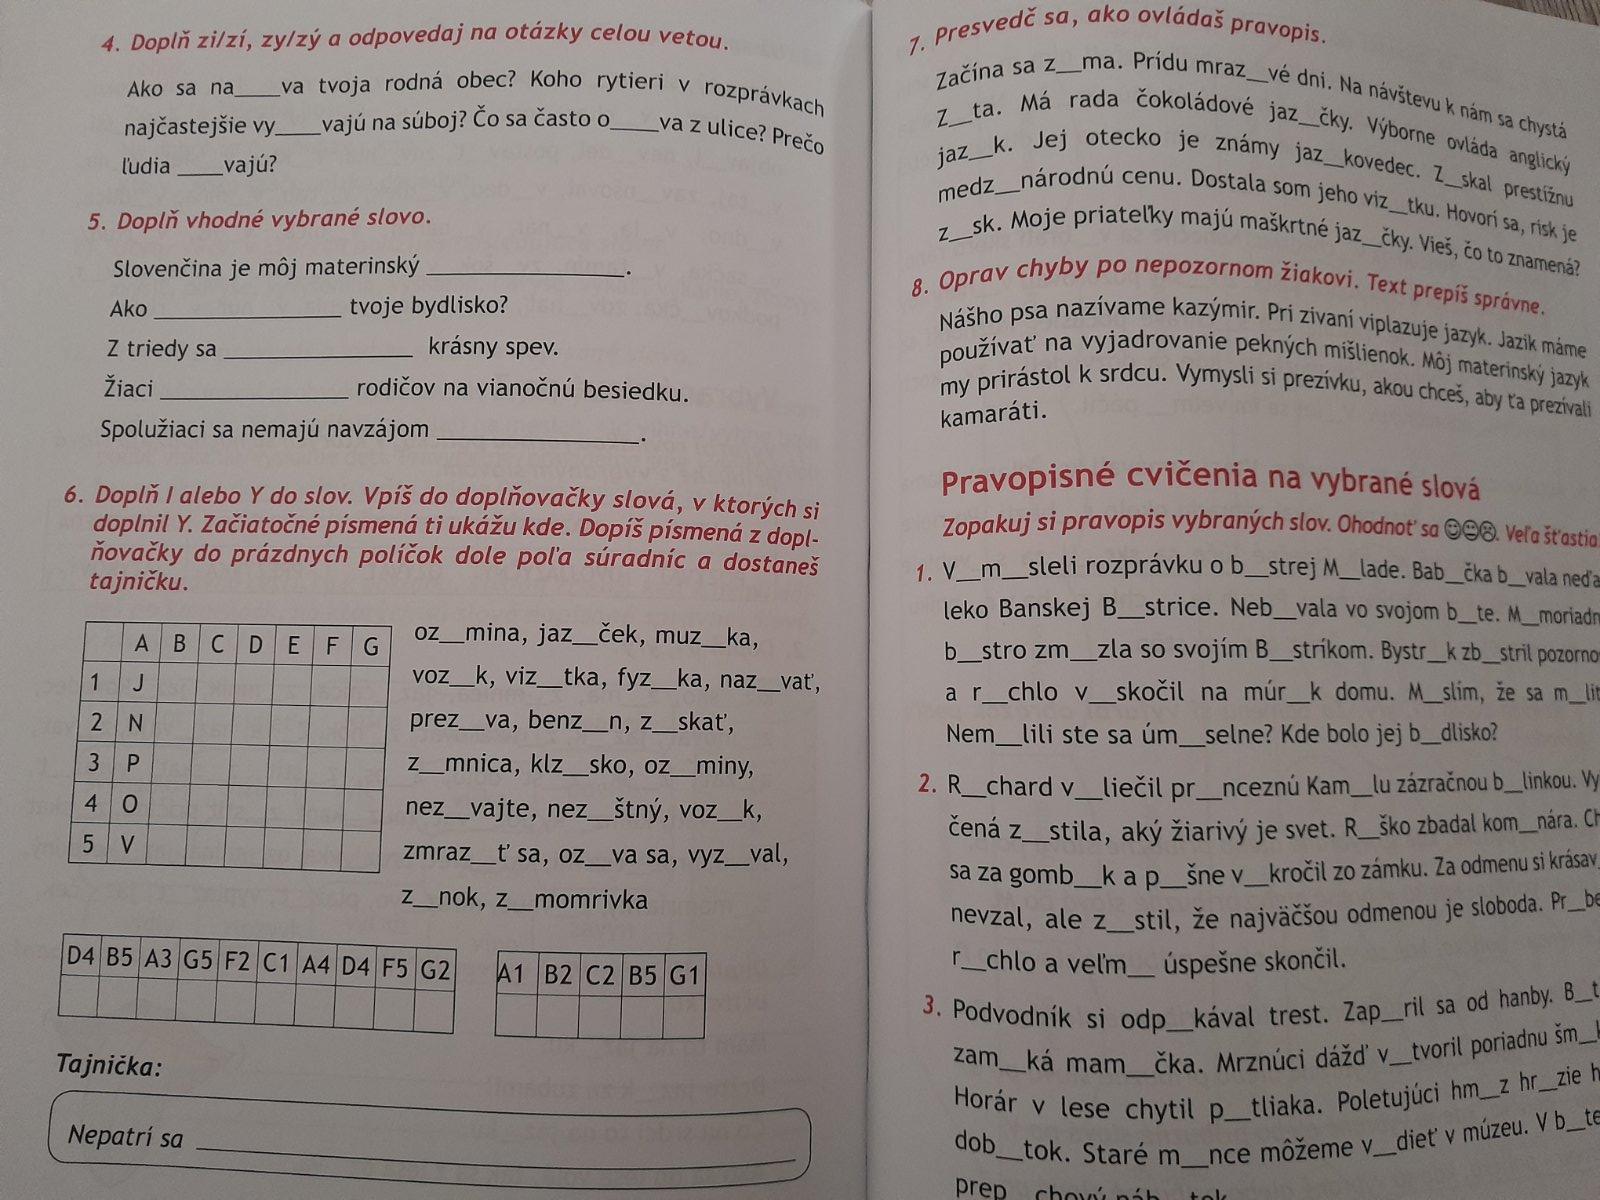 4. Doplň zi/zí, zy/zý a odpovedaj na otázky celou vetou.
Ako sa na____va tvoja rodná obec? Koho rytieri v rozprávkach
najčastejšie vy____vajú na súboj? Čo sa často o____va z ulice? Prečo
ľudia ____vajú?
5. Doplň vhodné vybrané slovo.
Slovenčina je môj materinský ________________.
Ako ________________ tvoje bydlisko?
Z triedy sa ________________ krásny spev.
Žiaci ________________ rodičov na vianočnú besiedku.
Spolužiaci sa nemajú navzájom ________________.
6. Doplň I alebo Y do slov. Vpíš do doplňovačky slová, v ktorých si
doplnil Y. Začiatočné písmená ti ukážu kde. Dopíš písmená z dopl-
ňovačky do prázdnych políčok dole poľa súradníc a dostaneš
tajničku.
A B C D E F G
1 J
2 N
3 P
4 O
5 V
oz__mina, jaz__ček, muz__ka,
voz__k, viz__tka, fyz__ka, naz__vať,
prez__va, benz__n, z__skať,
z__mnica, klz__sko, oz__miny,
nez__vajte, nez__štný, voz__k,
zmraz__ť sa, oz__va sa, vyz__val,
z__nok, z__momrivka
D4 B5 A3 G5 F2 C1 A4 D4 F5 G2
A1 B2 C2 B5 G1
Tajnička:
Nepatrí sa ________________
7. Presvedč sa, ako ovládaš pravopis.
Začína sa z__ma. Prídu mraz__vé dni. Na návštevu k nám sa chystá
Z__ta. Má rada čokoládové jaz__čky. Výborne ovláda anglický
jaz__k. Jej otecko je známy jaz__kovedec. Z__skal prestížnu
medz__národnú cenu. Dostala som jeho viz__tku. Hovorí sa, risk je
z__sk. Moje priateľky majú maškrtné jaz__čky. Vieš, čo to znamená?
8. Oprav chyby po nepozornom žiakovi. Text prepíš správne.
Nášho psa nazívame kazýmir. Pri zivaní viplazuje jazyk. Jazik máme
používať na vyjadrovanie pekných mišlienok. Môj materinský jazyk
my prirástol k srdcu. Vymysli si prezívku, akou chceš, aby ťa prezívali
kamaráti.
Pravopisné cvičenia na vybrané slová
Zopakuj si pravopis vybraných slov. Ohodnoť sa ☺😐☹. Veľa šťastia
1. V__m__sleli rozprávku o b__strej M__lade. Bab__čka b__vala neďa
leko Banskej B__strice. Neb__vala vo svojom b__te. M__moriadn
b__stro zm__zla so svojím B__stríkom. Bystr__k zb__stril pozorno
a r__chlo v__skočil na múr__k domu. M__slím, že sa m__lit
Nem__lili ste sa úm__selne? Kde bolo jej b__dlisko?
2. R__chard v__liečil pr__nceznú Kam__lu zázračnou b__linkou. Vy
čená z__stila, aký žiarivý je svet. R__ško zbadal kom__nára. Ch
sa za gomb__k a p__šne v__kročil zo zámku. Za odmenu si krásav
nevzal, ale z__stil, že najväčšou odmenou je sloboda. Pr__be
r__chlo a veľm__ úspešne skončil.
3. Podvodník si odp__kával trest. Zap__ril sa od hanby. B__t
zam__ká mam__čka. Mrznúci dážď v__tvoril poriadnu šm__
Horár v lese chytil p__tliaka. Poletujúci hm__z hr__zie h
dob__tok. Staré m__nce môžeme v__dieť v múzeu. V b__te
prep__chový náb__tok